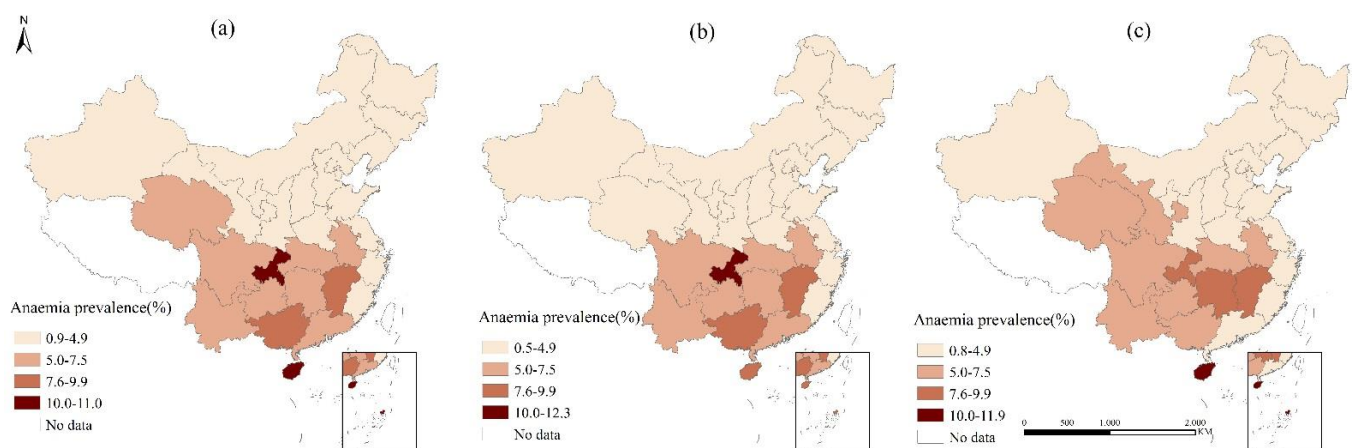 N
(a)
Anaemia prevalence(%)
0.9-4.9
5.0-7.5
7.6-9.9
10.0-11.0
No data
(b)
Anaemia prevalence(%)
0.5-4.9
5.0-7.5
7.6-9.9
10.0-12.3
No data
(c)
Anaemia prevalence(%)
0.8-4.9
5.0-7.5
7.6-9.9
10.0-11.9
No data
0 500 1,000 2,000
KM